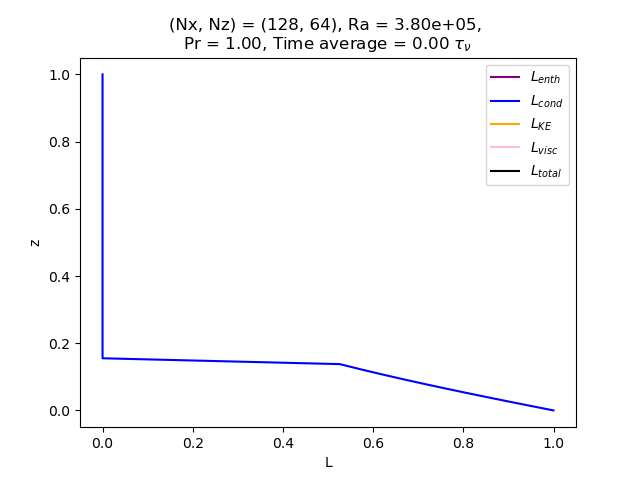 (Nx, Nz) = (128, 64), Ra = 3.80e+05,
Pr = 1.00, Time average = 0.00 τ_ν
1.0
0.8
0.6
0.4
0.2
0.0
z
0.0 0.2 0.4 0.6 0.8 1.0
L
L_enth
L_cond
L_KE
L_visc
L_total